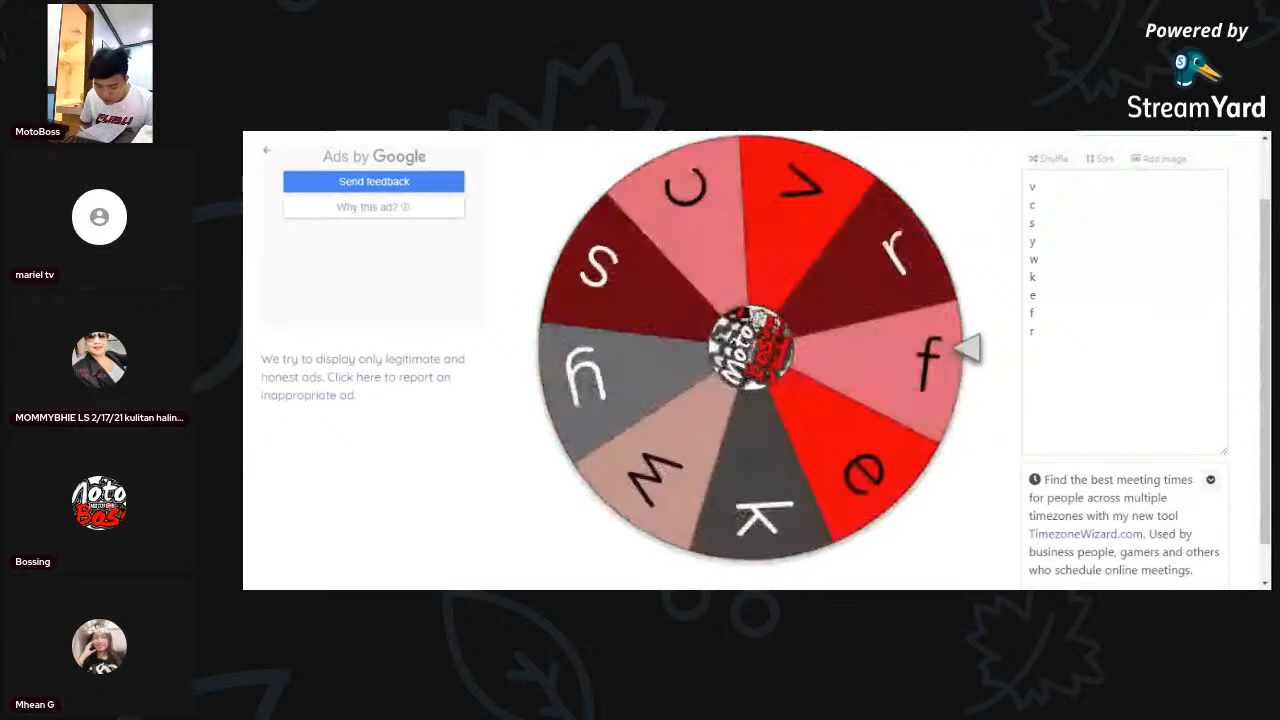 Powered by
StreamYard
MotoBoss
mariel tv
MOMMYBHIE LS 2/17/21 kulitan halin...
Bossing
Mhean G
Ads by Google
Send feedback
Why this ad?
We try to display only legitimate and
honest ads. Click here to report an
inappropriate ad.
c
v
r
f
e
k
w
y
s
Moto
Shuffle
Sort
Add image
v
c
s
y
w
k
e
f
r
Find the best meeting times
for people across multiple
timezones with my new tool
TimezoneWizard.com. Used by
business people, gamers and others
who schedule online meetings.